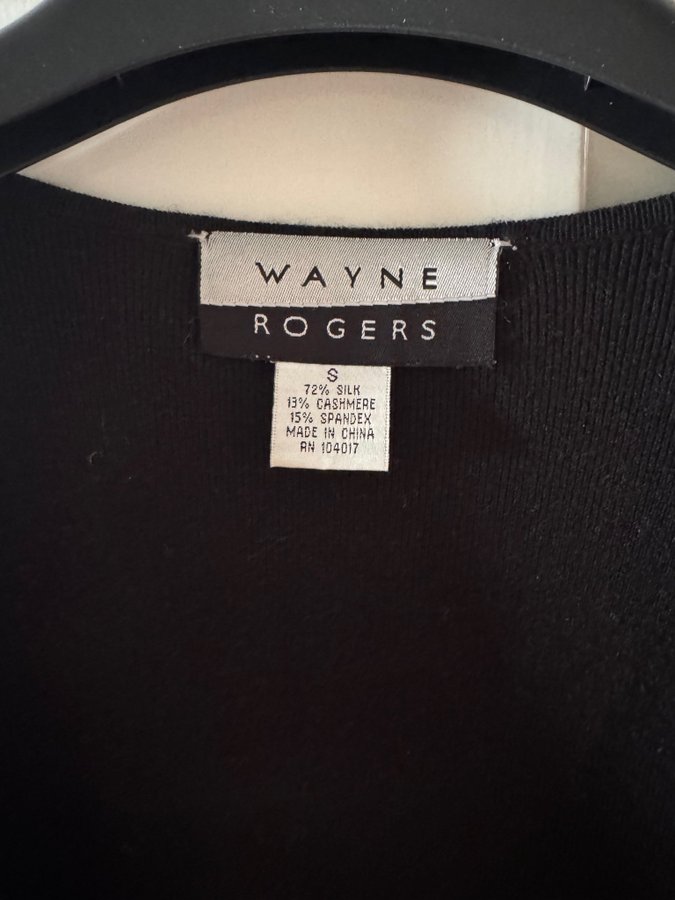 WAYNE
ROGERS
S
72% SILK
13% CASHMERE
15% SPANDEX
MADE IN CHINA
RN 104017